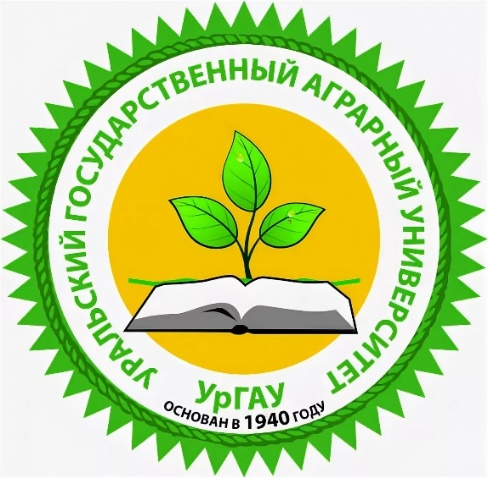 УРАЛЬСКИЙ ГОСУДАРСТВЕННЫЙ АГРАРНЫЙ УНИВЕРСИТЕТ
УрГАУ
ОСНОВАН В 1940 ГОДУ